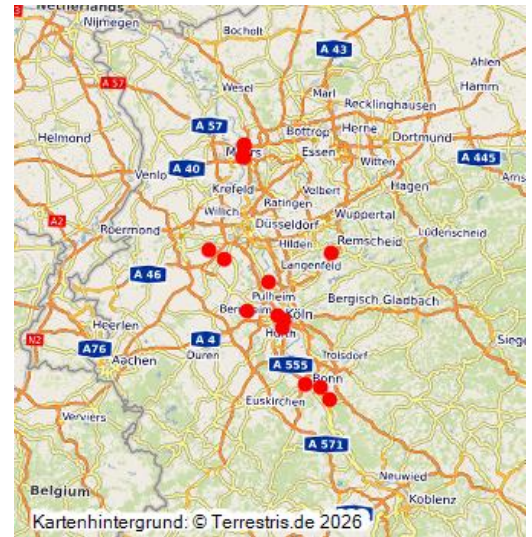 Netherlands
Nijmegen
Bocholt
A 43
Ahlen
A 57
Wesel
Marl
Hamm
Recklinghausen
A 57
Bottrop
Herne
Dortmund
Helmond
Essen
Witten
A 445
A 40
Venlo
Hagen
Krefeld
Velbert
Ratingen
Willich
Wuppertal
A2
Roermond
Düsseldorf
Lüdenscheid
Hilden
Remscheid
Langenfeld
A 46
Pulheim
Bergisch Gladbach
Heerlen
Köln
N2
A 4
Hürth
A76
Düren
Troisdorf
Aachen
A 555
Bonn
Euskirchen
Verviers
A 571
Neuwied
Belgium
Koblenz
Kartenhintergrund: © Terrestris.de 2026